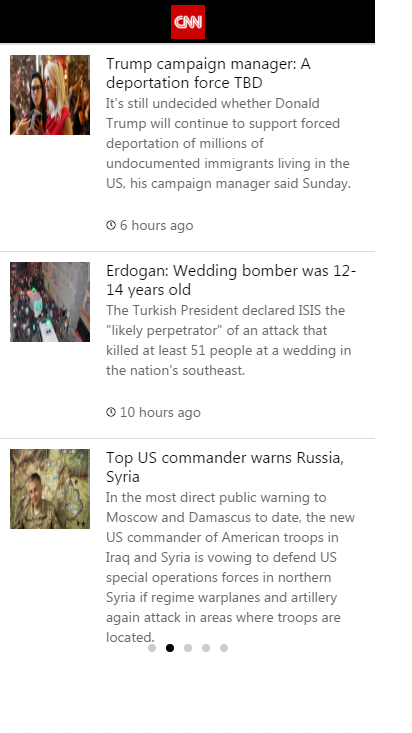 CNN
Trump campaign manager: A
deportation force TBD
It's still undecided whether Donald
Trump will continue to support forced
deportation of millions of
undocumented immigrants living in the
US, his campaign manager said Sunday.
6 hours ago
Erdogan: Wedding bomber was 12-
14 years old
The Turkish President declared ISIS the
"likely perpetrator" of an attack that
killed at least 51 people at a wedding in
the nation's southeast.
10 hours ago
Top US commander warns Russia,
Syria
In the most direct public warning to
Moscow and Damascus to date, the new
US commander of American troops in
Iraq and Syria is vowing to defend US
special operations forces in northern
Syria if regime warplanes and artillery
again attack in areas where troops are
located.